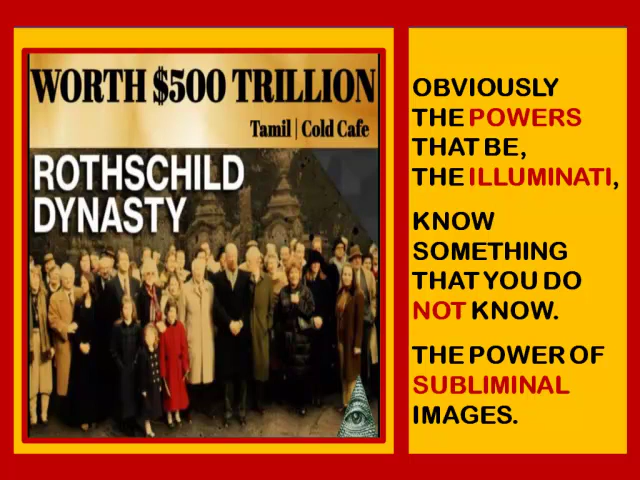 WORTH $500 TRILLION
Tamil | Cold Cafe
ROTHSCHILD
DYNASTY
OBVIOUSLY
THE POWERS
THAT BE,
THE ILLUMINATI,
KNOW
SOMETHING
THAT YOU DO
NOT KNOW.
THE POWER OF
SUBLIMINAL
IMAGES.